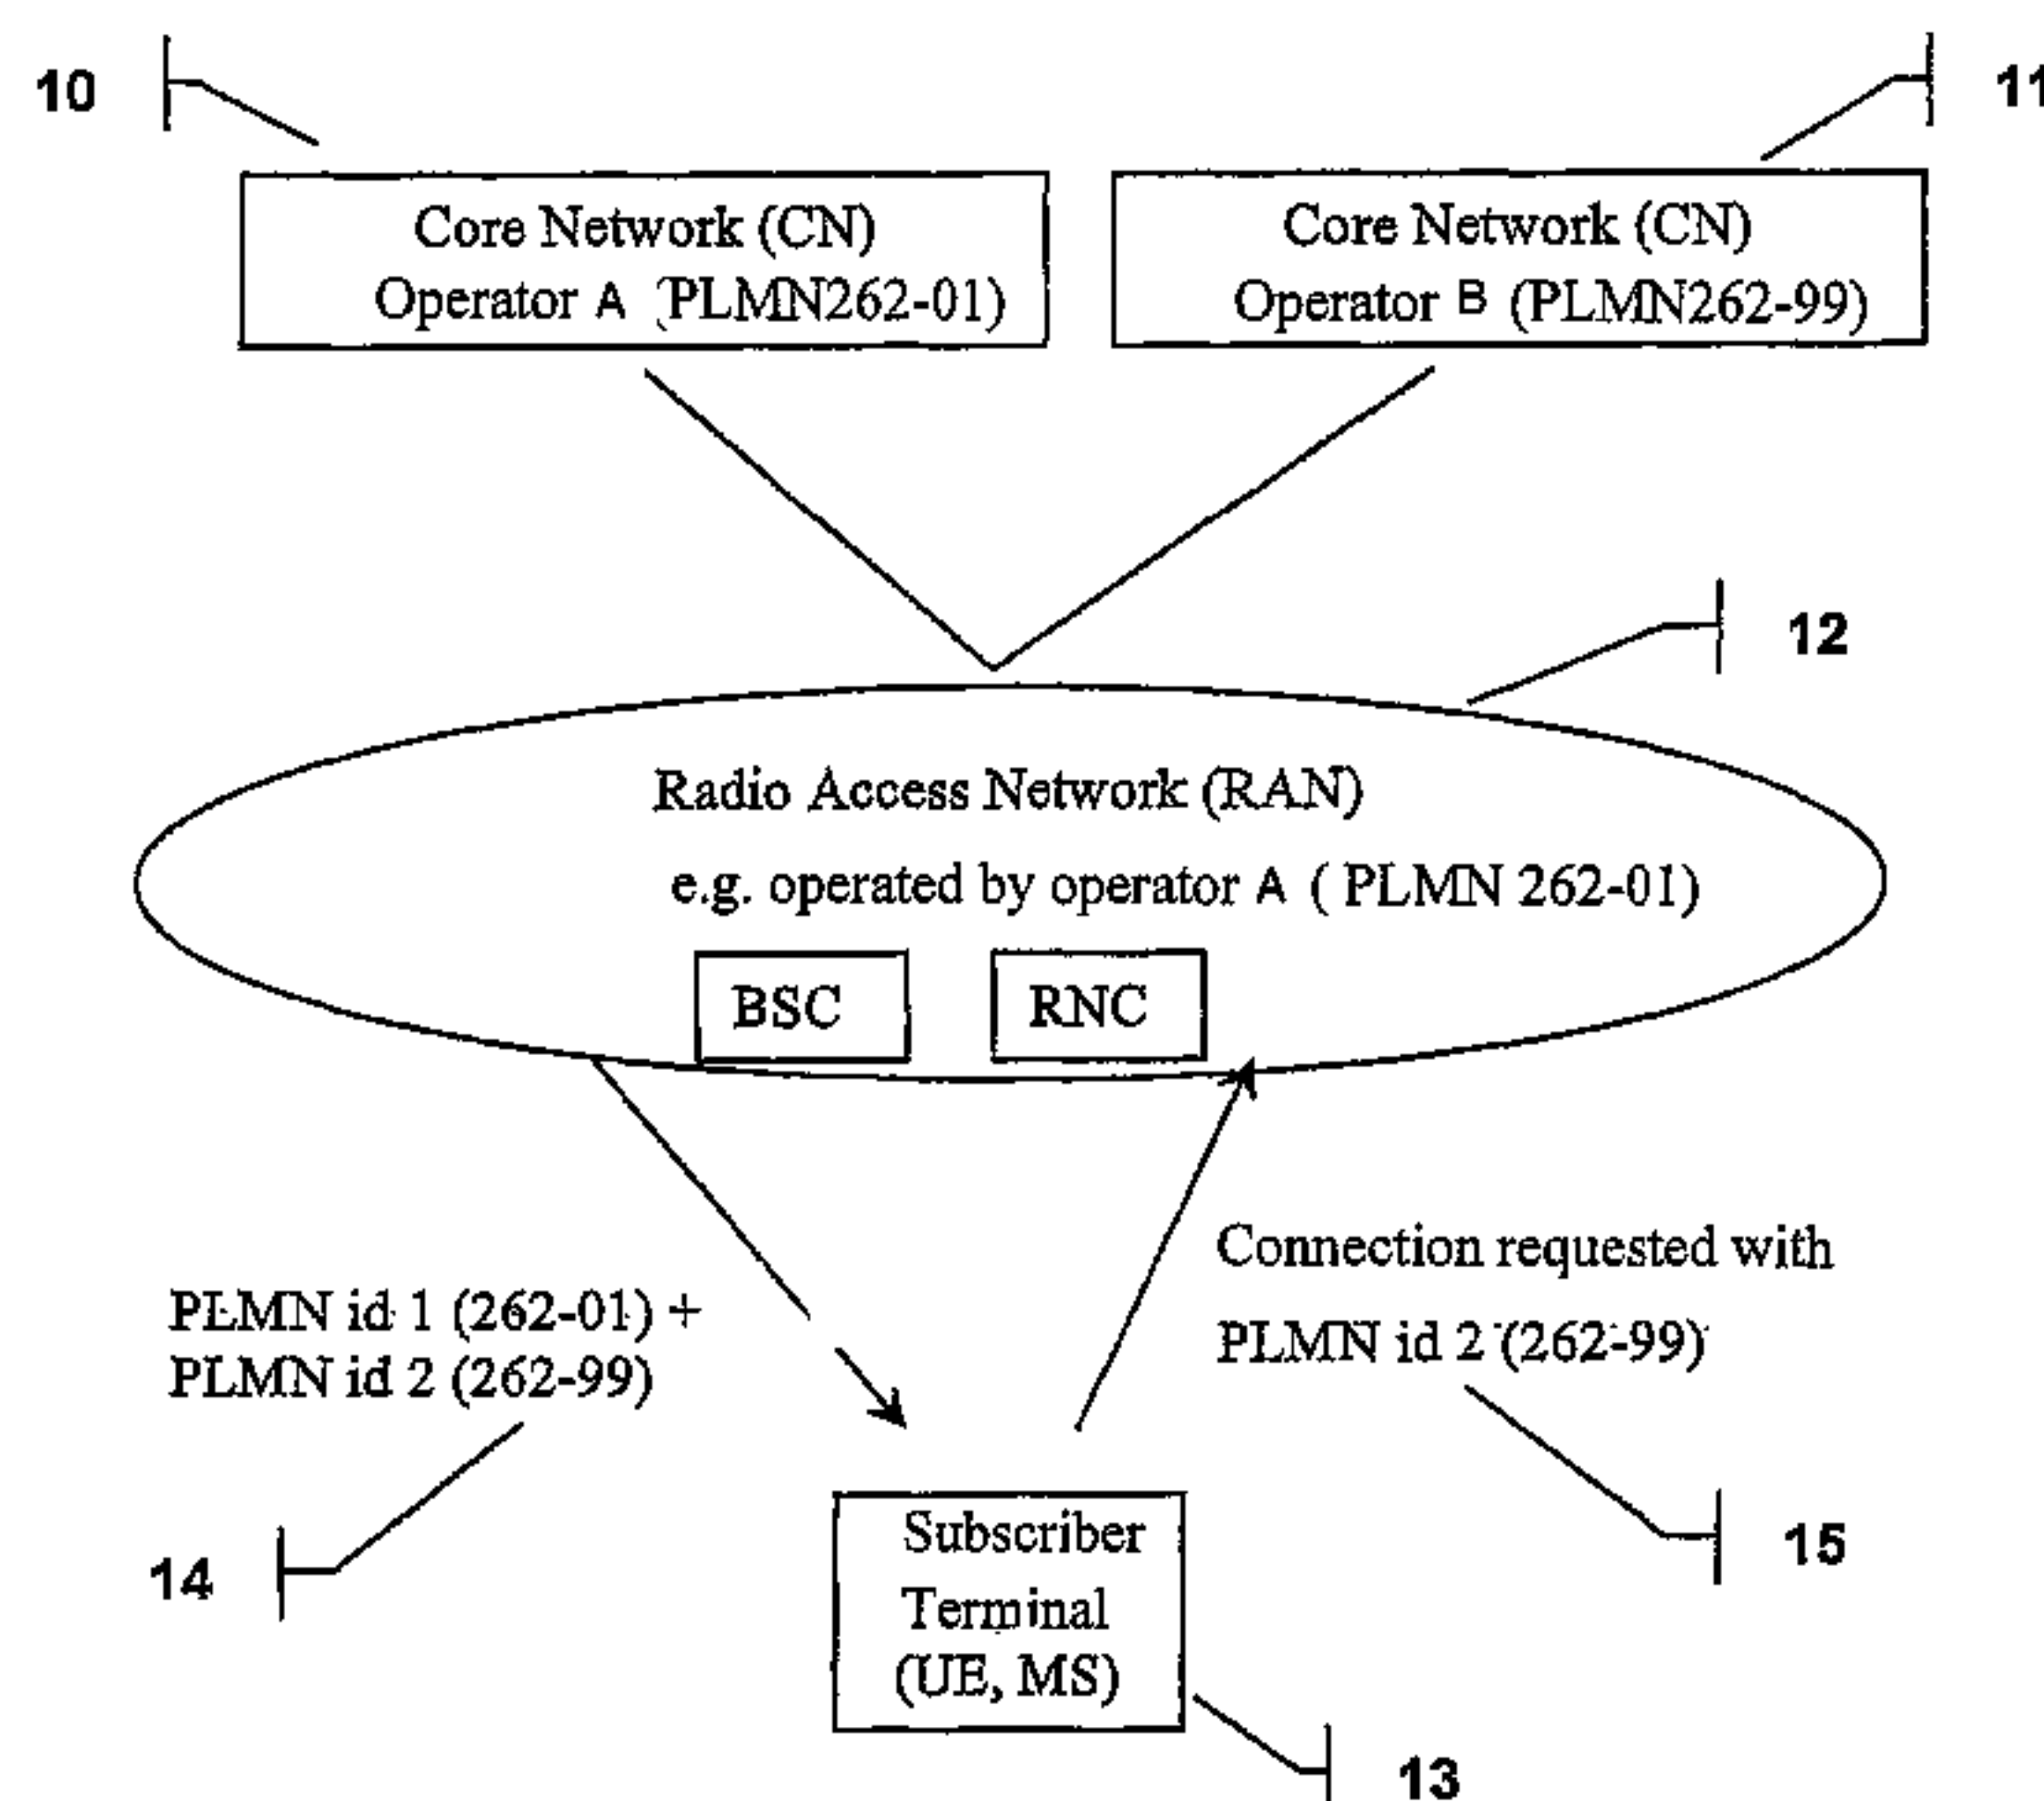 10
11
Core Network (CN)
Operator A (PLMN262-01)
Core Network (CN)
Operator B (PLMN262-99)
12
Radio Access Network (RAN)
e.g. operated by operator A ( PLMN 262-01)
BSC
RNC
Connection requested with
PLMN id 2 (262-99)
PLMN id 1 (262-01) +
PLMN id 2 (262-99)
14
15
Subscriber
Terminal
(UE, MS)
13